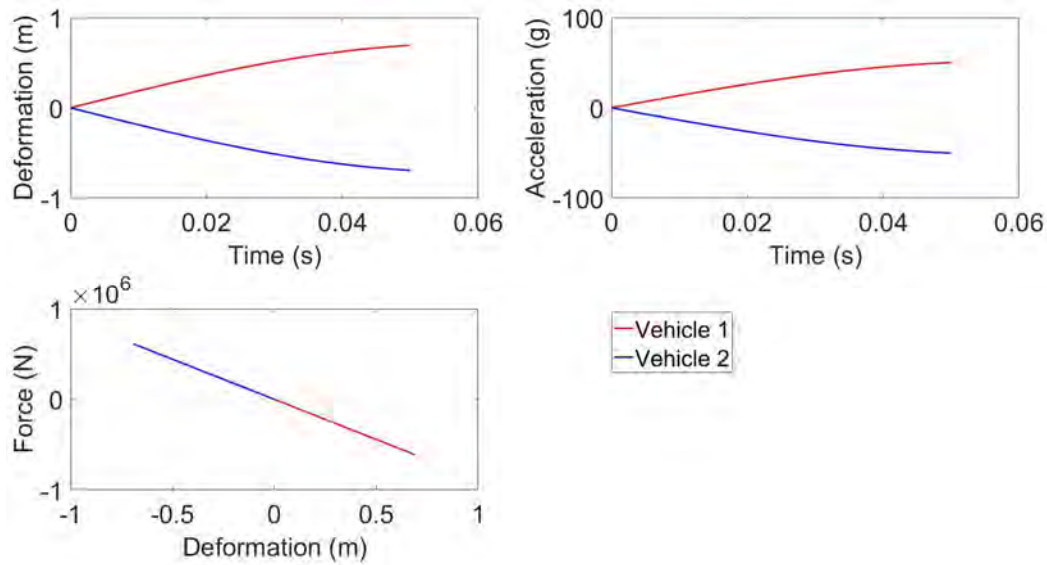 Deformation (m)
1
0
-1
0
0.02
0.04
0.06
Time (s)
Acceleration (g)
100
0
-100
0
0.02
0.04
0.06
Time (s)
×10⁶
Force (N)
1
0
-1
-1
-0.5
0
0.5
1
Deformation (m)
Vehicle 1
Vehicle 2